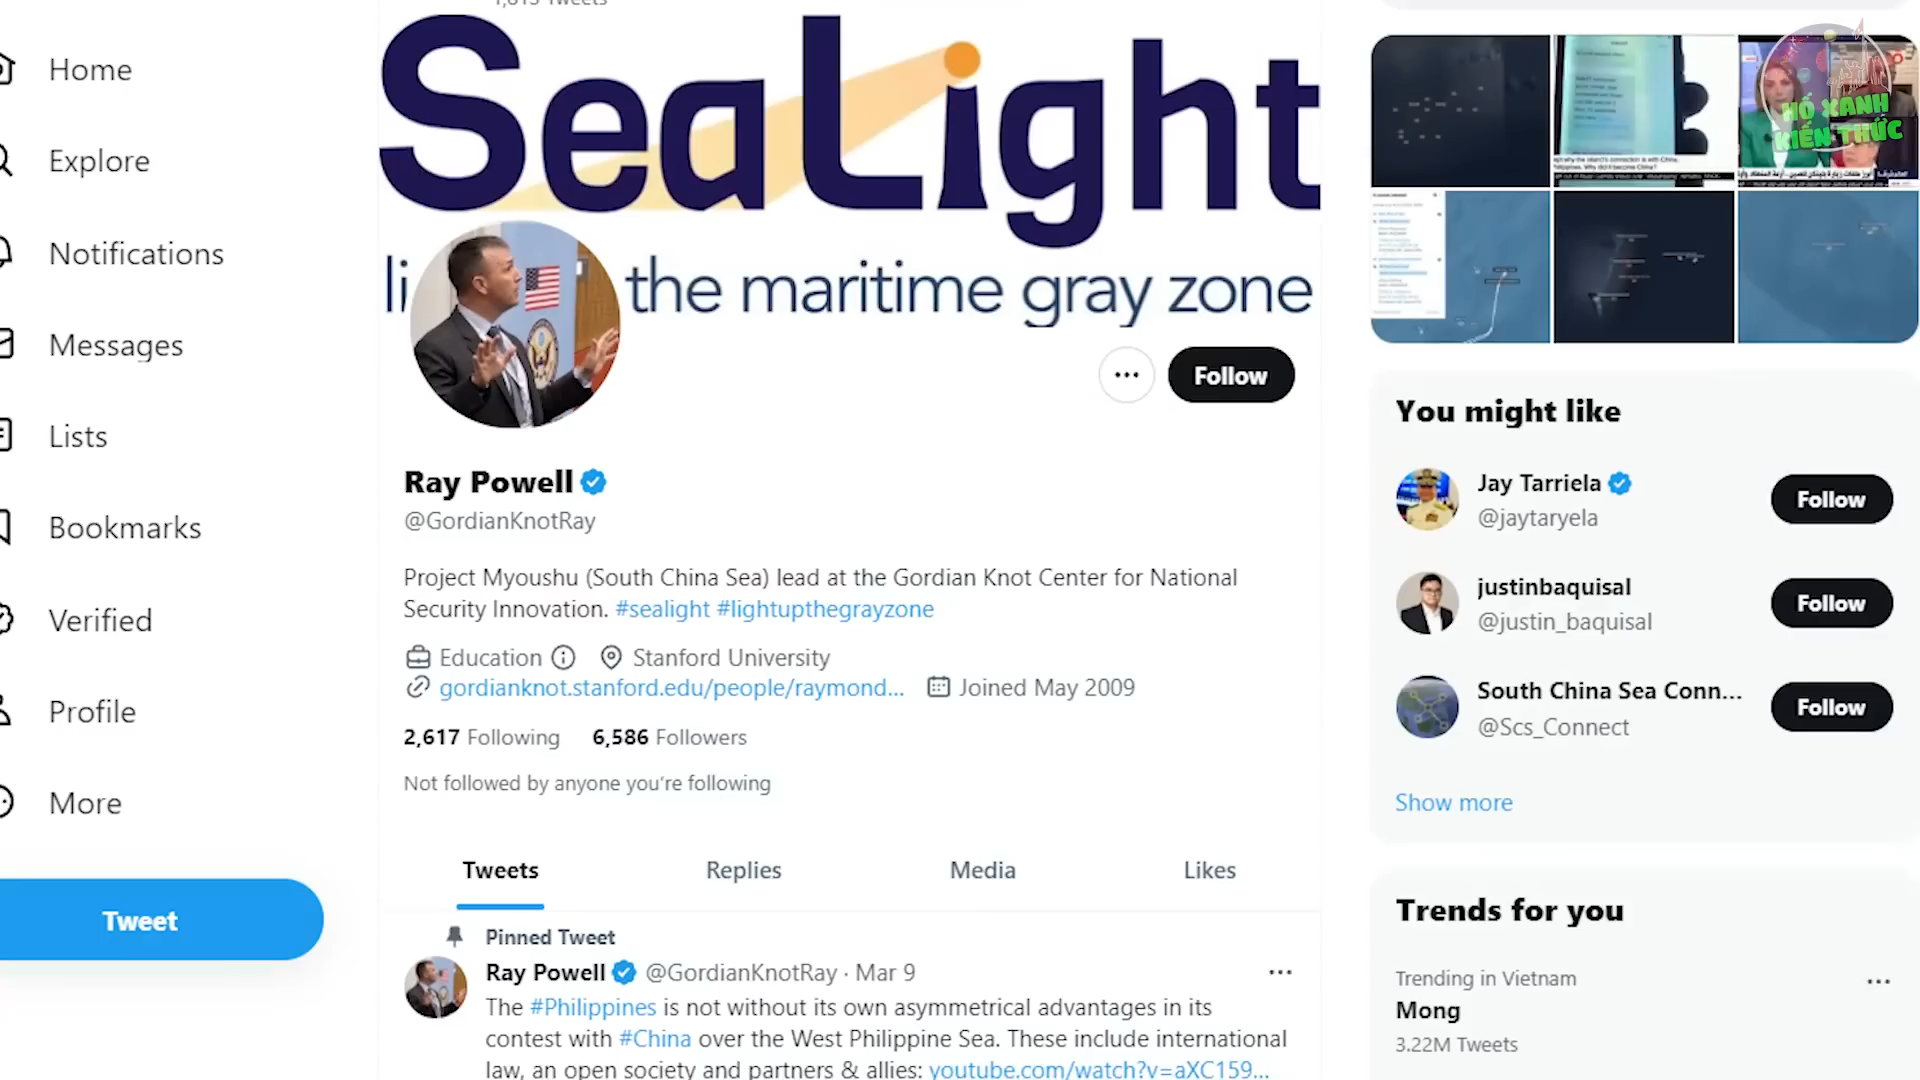 Home
Explore
Notifications
Messages
Lists
Bookmarks
Verified
Profile
More
Tweet
Tweets
SeaLight
the maritime gray zone
Follow
Ray Powell
@GordianKnotRay
Project Myoushu (South China Sea) lead at the Gordian Knot Center for National
Security Innovation. #sealight #lightupthegrayzone
Education Stanford University
gordianknot.stanford.edu/people/raymond... Joined May 2009
2,617 Following 6,586 Followers
Not followed by anyone you're following
Tweets Replies Media Likes
Pinned Tweet
Ray Powell @GordianKnotRay · Mar 9
The #Philippines is not without its own asymmetrical advantages in its
contest with #China over the West Philippine Sea. These include international
law, an open society and partners & allies: youtube.com/watch?v=aXC159...
HỐ XANH
KIẾN THỨC
You might like
Jay Tarriela
@jaytaryela
Follow
justinbaquisal
@justin_baquisal
Follow
South China Sea Conn...
@Scs_Connect
Follow
Show more
Trends for you
Trending in Vietnam
Mong
3.22M Tweets